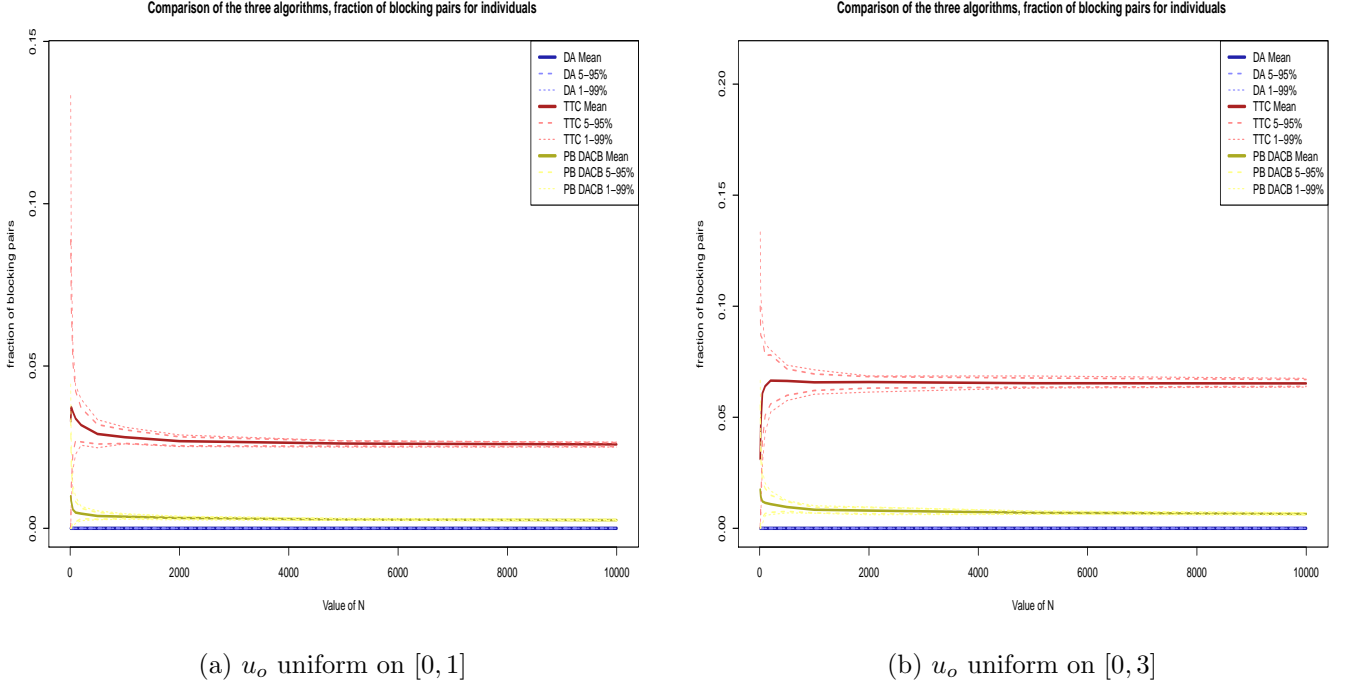 Comparison of the three algorithms, fraction of blocking pairs for individuals
fraction of blocking pairs
0.15
0.10
0.05
0.00
DA Mean
DA 5−95%
DA 1−99%
TTC Mean
TTC 5−95%
TTC 1−99%
PB DACB Mean
PB DACB 5−95%
PB DACB 1−99%
0 2000 4000 6000 8000 10000
Value of N
(a) u_o uniform on [0, 1]
Comparison of the three algorithms, fraction of blocking pairs for individuals
fraction of blocking pairs
0.20
0.15
0.10
0.05
0.00
DA Mean
DA 5−95%
DA 1−99%
TTC Mean
TTC 5−95%
TTC 1−99%
PB DACB Mean
PB DACB 5−95%
PB DACB 1−99%
0 2000 4000 6000 8000 10000
Value of N
(b) u_o uniform on [0, 3]